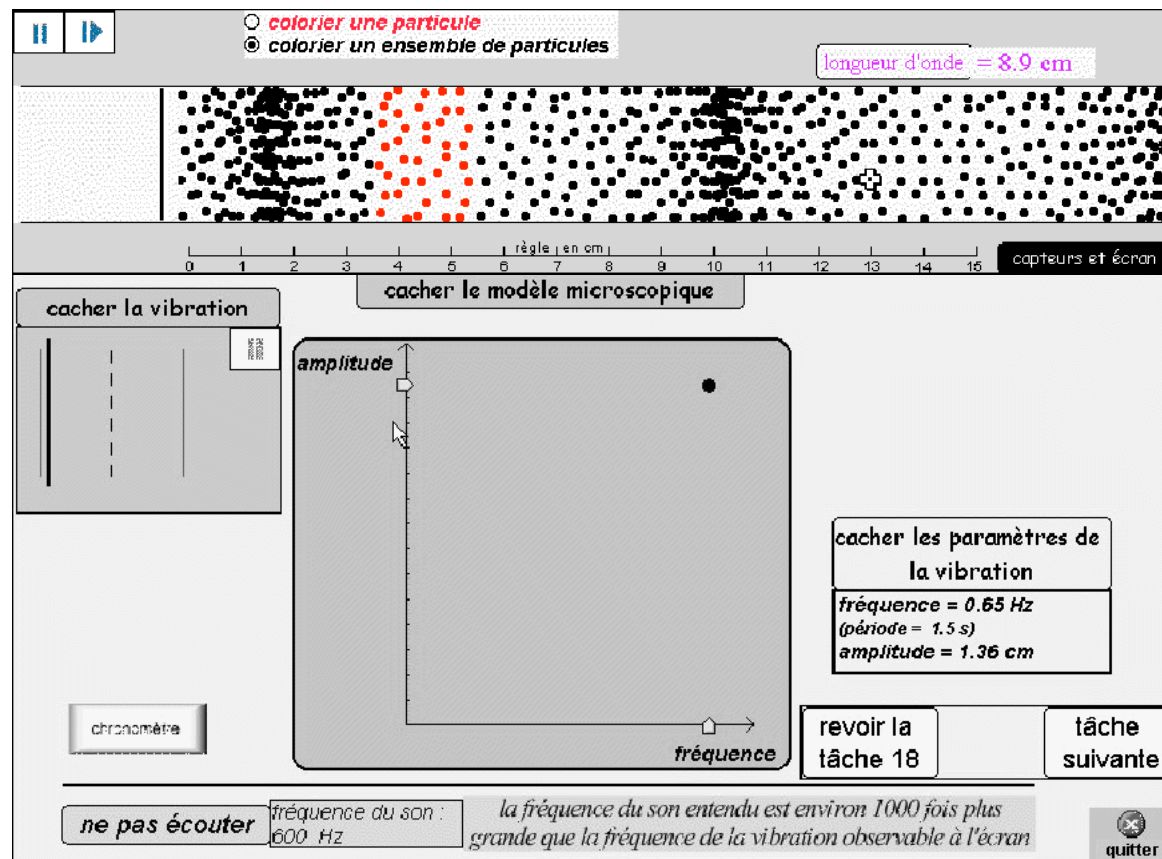 colorier une particule
colorier un ensemble de particules
longueur d'onde = 8.9 cm
règle en cm
0 1 2 3 4 5 6 7 8 9 10 11 12 13 14 15
capteurs et écran
cacher le modèle microscopique
cacher la vibration
amplitude
cacher les paramètres de
la vibration
fréquence = 0.65 Hz
(période = 1.5 s)
amplitude = 1.36 cm
chronomètre
fréquence
revoir la
tâche 18
tâche
suivante
ne pas écouter
fréquence du son :
600 Hz
la fréquence du son entendu est environ 1000 fois plus
grande que la fréquence de la vibration observable à l'écran
quitter